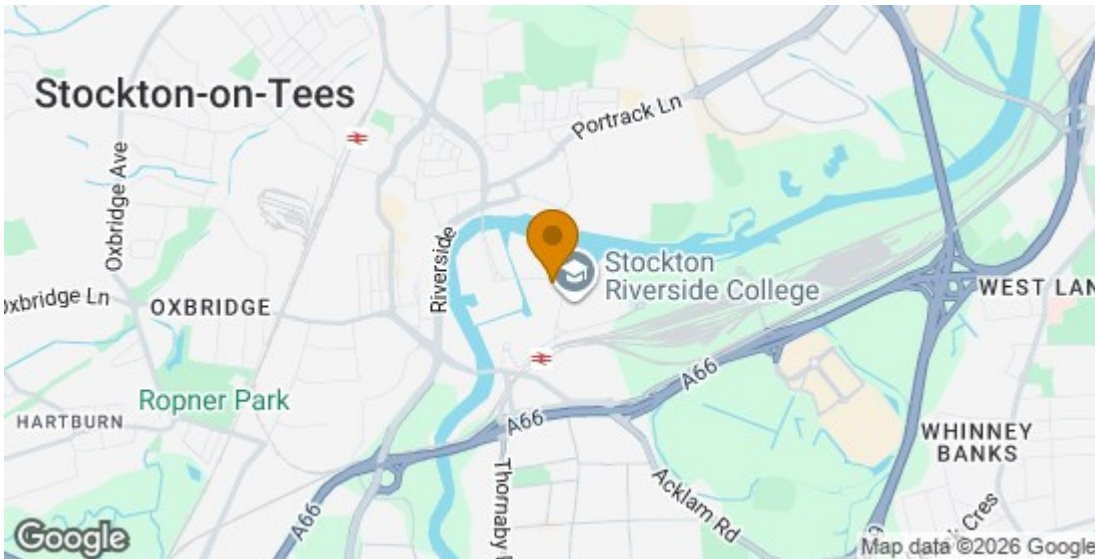 Stockton-on-Tees
Portrack Ln
Oxbridge Ave
Riverside
Stockton
Riverside College
Oxbridge Ln
OXBRIDGE
WEST LAN
A66
Ropner Park
HARTBURN
A66
WHINNEY
BANKS
Thornaby
Acklam Rd
A66
Cres
Google
Map data ©2026 Google